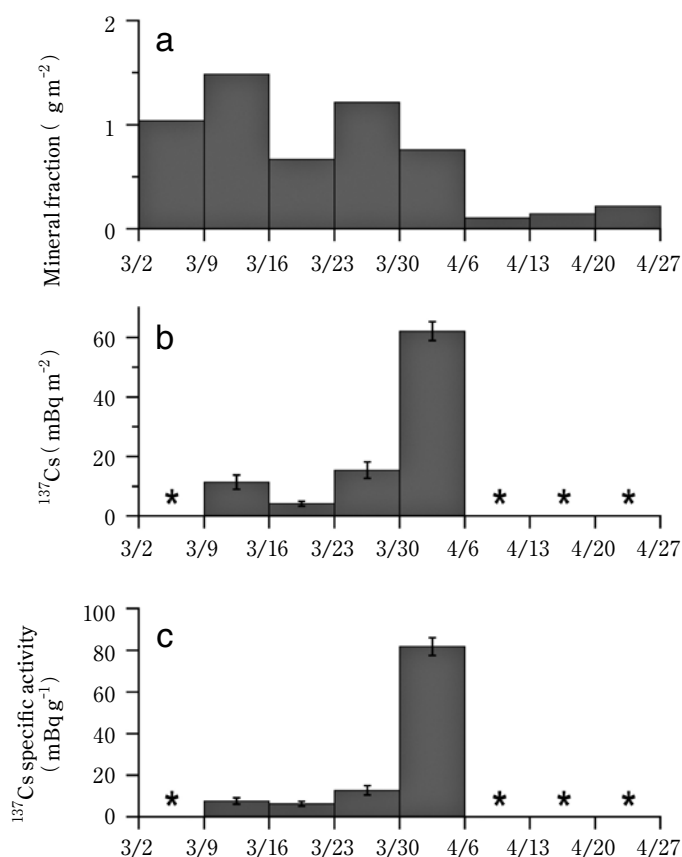 a
Mineral fraction ( g m⁻²)
2
1
0
3/2 3/9 3/16 3/23 3/30 4/6 4/13 4/20 4/27
b
¹³⁷Cs ( mBq m⁻²)
60
40
20
0
* * * *
3/2 3/9 3/16 3/23 3/30 4/6 4/13 4/20 4/27
c
¹³⁷Cs specific activity
( mBq g⁻¹)
100
80
60
40
20
0
* * * *
3/2 3/9 3/16 3/23 3/30 4/6 4/13 4/20 4/27